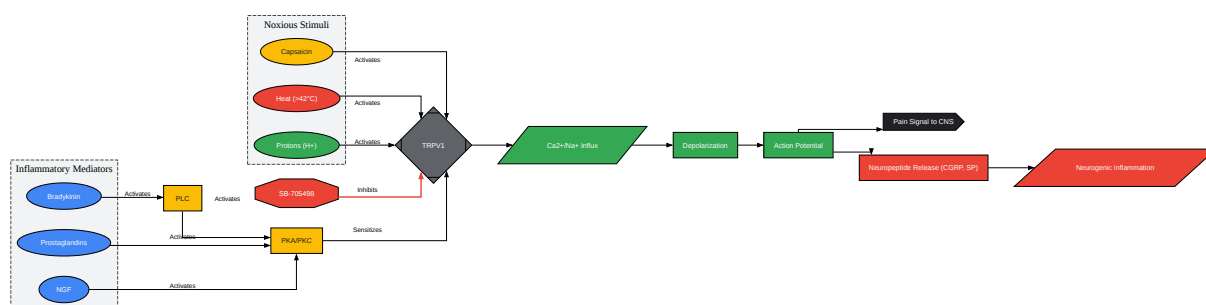 Noxious Stimuli
Capsaicin
Activates
Heat (>42°C)
Activates
Protons (H+)
Activates
TRPV1
Ca2+/Na+ Influx
Depolarization
Action Potential
Pain Signal to CNS
Neuropeptide Release (CGRP, SP)
Neurogenic Inflammation
Inflammatory Mediators
Bradykinin
Activates
PLC
Activates
SB-705498
Inhibits
Prostaglandins
Activates
PKA/PKC
Sensitizes
NGF
Activates